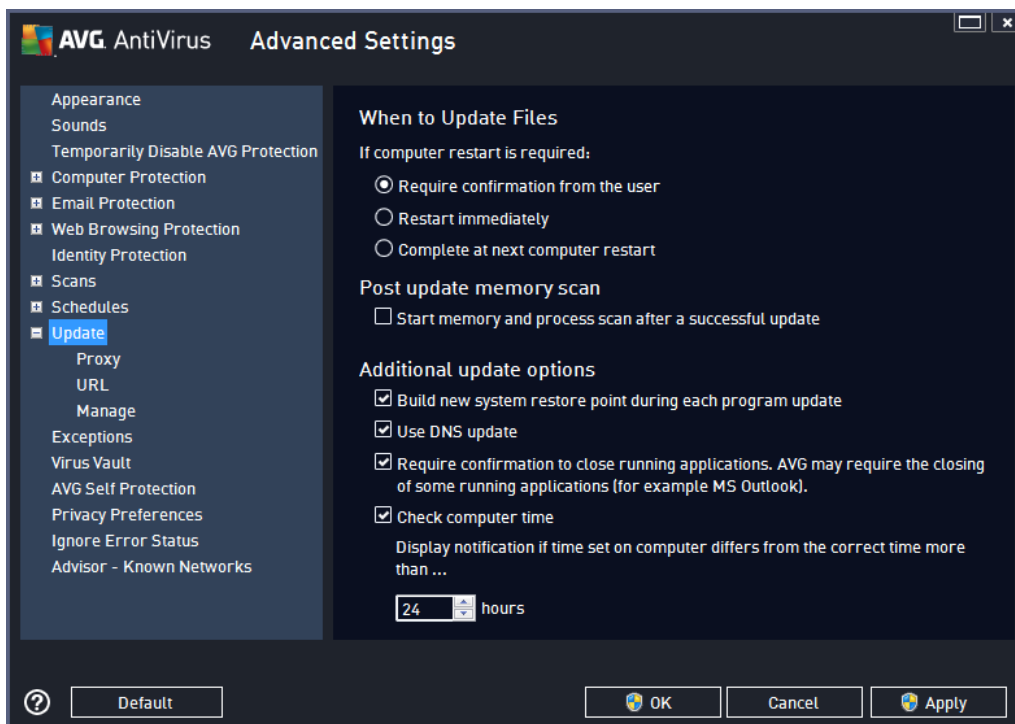 AVG. AntiVirus Advanced Settings
Appearance
Sounds
Temporarily Disable AVG Protection
Computer Protection
Email Protection
Web Browsing Protection
Identity Protection
Scans
Schedules
Update
Proxy
URL
Manage
Exceptions
Virus Vault
AVG Self Protection
Privacy Preferences
Ignore Error Status
Advisor - Known Networks
When to Update Files
If computer restart is required:
Require confirmation from the user
Restart immediately
Complete at next computer restart
Post update memory scan
Start memory and process scan after a successful update
Additional update options
Build new system restore point during each program update
Use DNS update
Require confirmation to close running applications. AVG may require the closing
of some running applications (for example MS Outlook).
Check computer time
Display notification if time set on computer differs from the correct time more
than ...
24 hours
? Default OK Cancel Apply